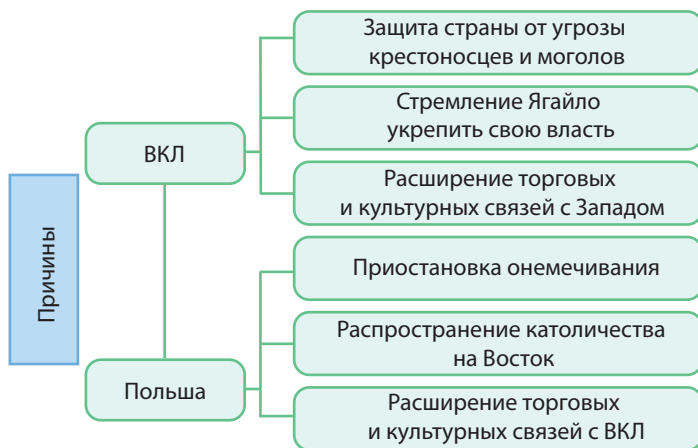 Причины
ВКЛ
Защита страны от угрозы
крестоносцев и моголов
Стремление Ягайло
укрепить свою власть
Расширение торговых
и культурных связей с Западом
Польша
Приостановка онемечивания
Распространение католичества
на Восток
Расширение торговых
и культурных связей с ВКЛ